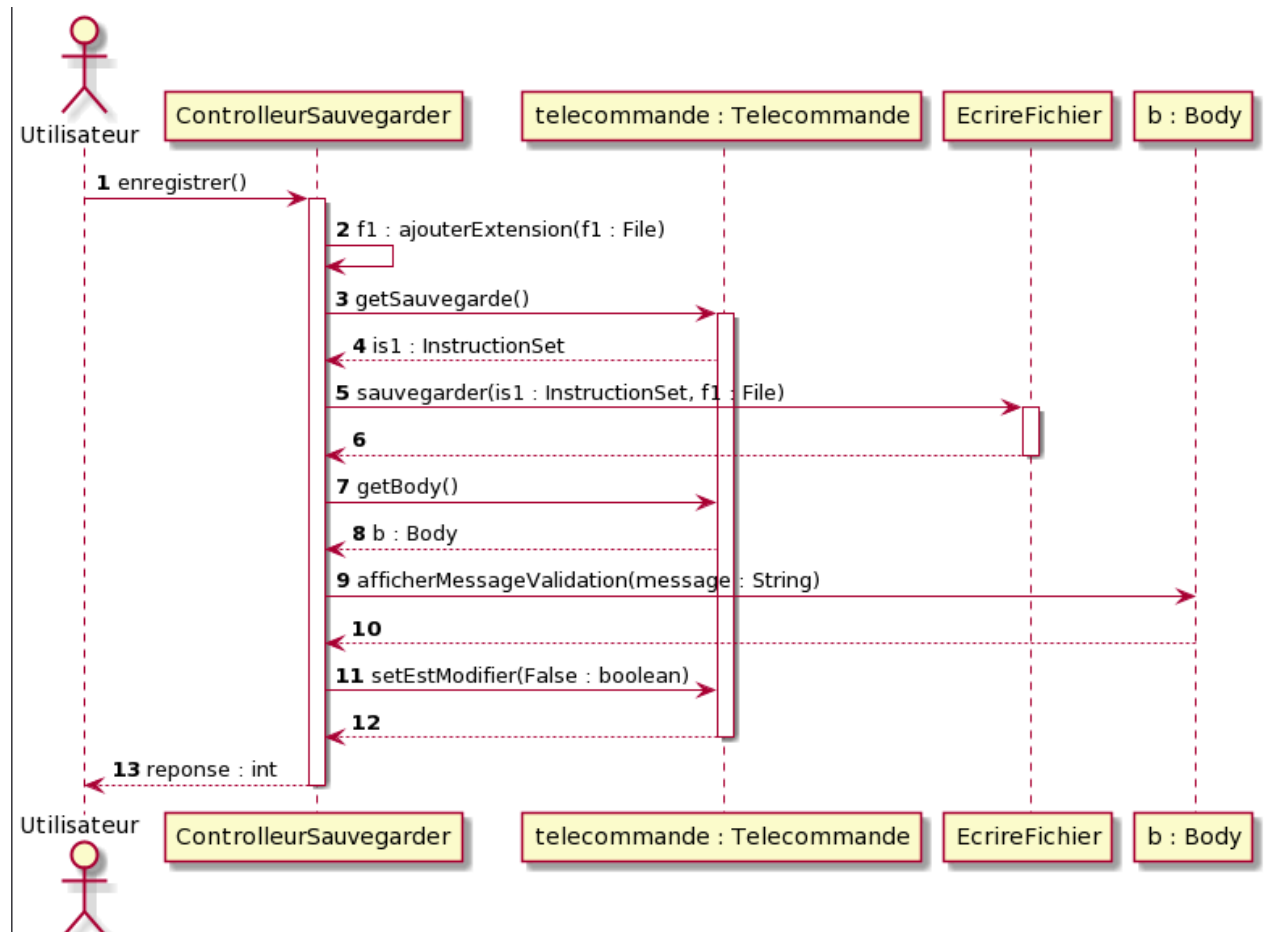 Utilisateur
ControlleurSauvegarder
telecommande : Telecommande
EcrireFichier
b : Body
1 enregistrer()
2 f1 : ajouterExtension(f1 : File)
3 getSauvegarde()
4 is1 : InstructionSet
5 sauvegarder(is1 : InstructionSet, f1 : File)
6
7 getBody()
8 b : Body
9 afficherMessageValidation(message : String)
10
11 setEstModifier(False : boolean)
12
13 reponse : int
Utilisateur
ControlleurSauvegarder
telecommande : Telecommande
EcrireFichier
b : Body